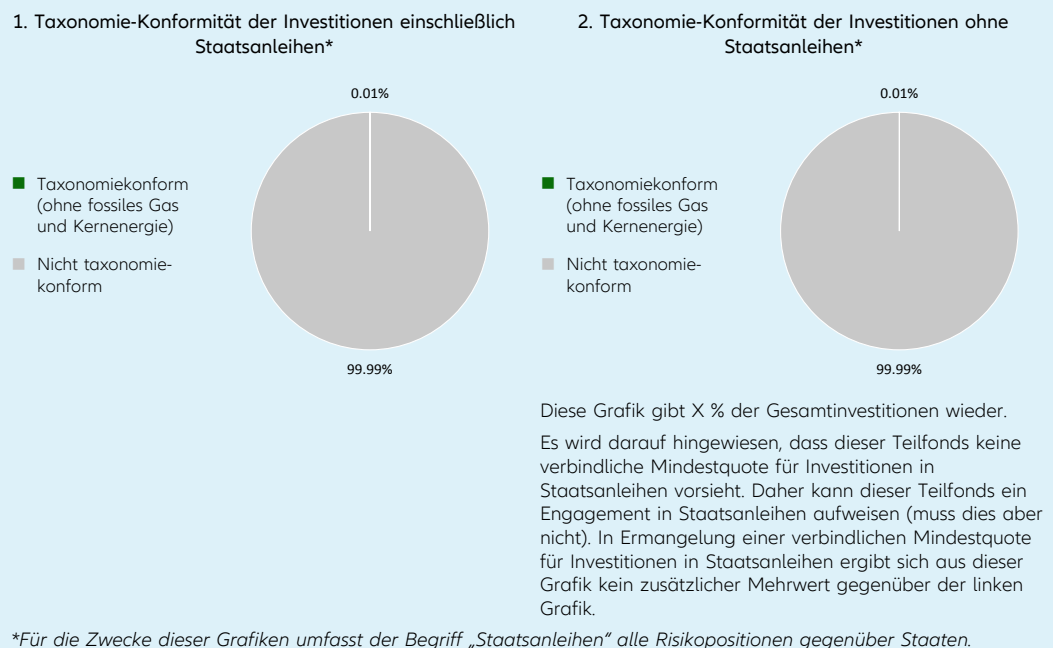 1. Taxonomie-Konformität der Investitionen einschließlich
Staatsanleihen*
0.01%
Taxonomiekonform
(ohne fossiles Gas
und Kernenergie)
Nicht taxonomie-
konform
99.99%
2. Taxonomie-Konformität der Investitionen ohne
Staatsanleihen*
0.01%
Taxonomiekonform
(ohne fossiles Gas
und Kernenergie)
Nicht taxonomie-
konform
99.99%
Diese Grafik gibt X % der Gesamtinvestitionen wieder.
Es wird darauf hingewiesen, dass dieser Teilfonds keine
verbindliche Mindestquote für Investitionen in
Staatsanleihen vorsieht. Daher kann dieser Teilfonds ein
Engagement in Staatsanleihen aufweisen (muss dies aber
nicht). In Ermangelung einer verbindlichen Mindestquote
für Investitionen in Staatsanleihen ergibt sich aus dieser
Grafik kein zusätzlicher Mehrwert gegenüber der linken
Grafik.
*Für die Zwecke dieser Grafiken umfasst der Begriff „Staatsanleihen“ alle Risikopositionen gegenüber Staaten.